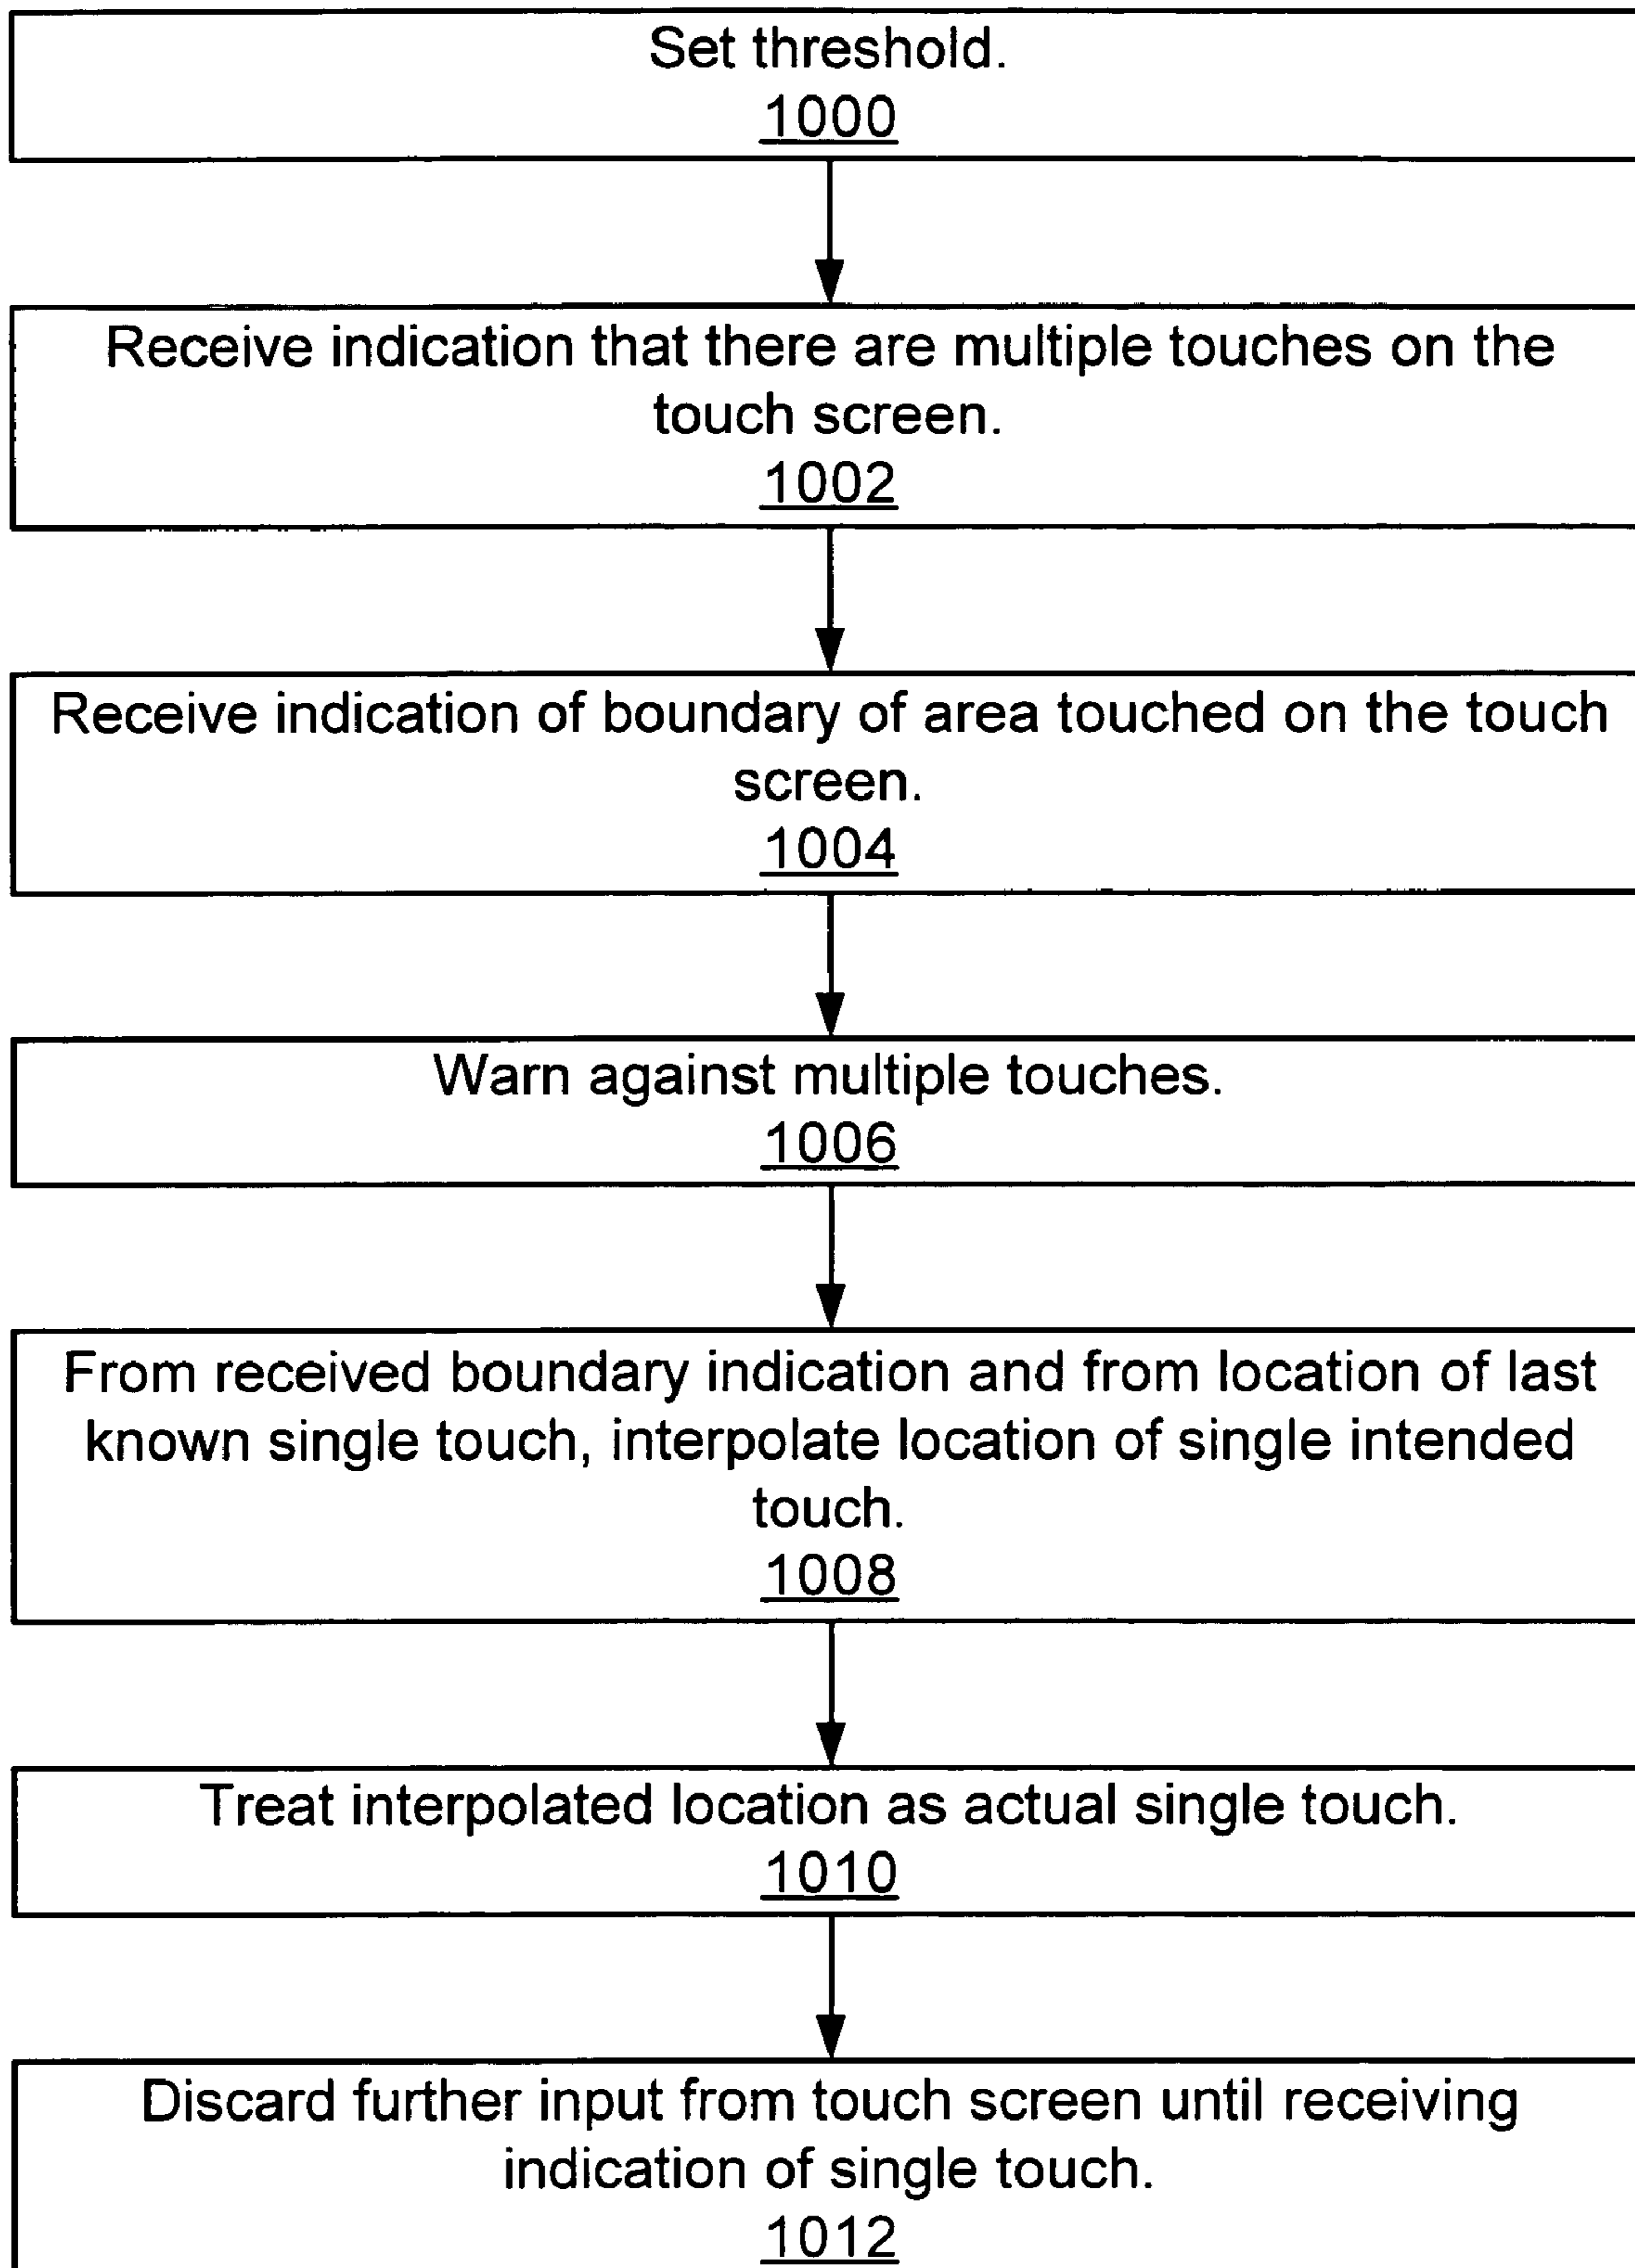 Set threshold.
1000
Receive indication that there are multiple touches on the
touch screen.
1002
Receive indication of boundary of area touched on the touch
screen.
1004
Warn against multiple touches.
1006
From received boundary indication and from location of last
known single touch, interpolate location of single intended
touch.
1008
Treat interpolated location as actual single touch.
1010
Discard further input from touch screen until receiving
indication of single touch.
1012